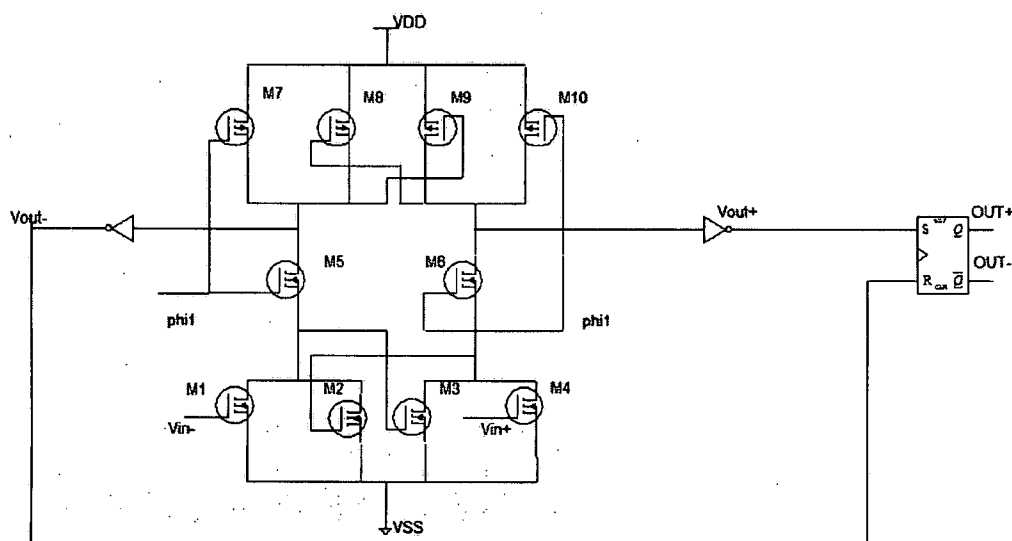 VDD
M7
M8
M9
M10
Vout-
Vout+
S
Q
OUT+
OUT-
R
CLR
Q
M5
M6
phi1
phi1
M1
M2
M3
M4
Vin-
Vin+
VSS